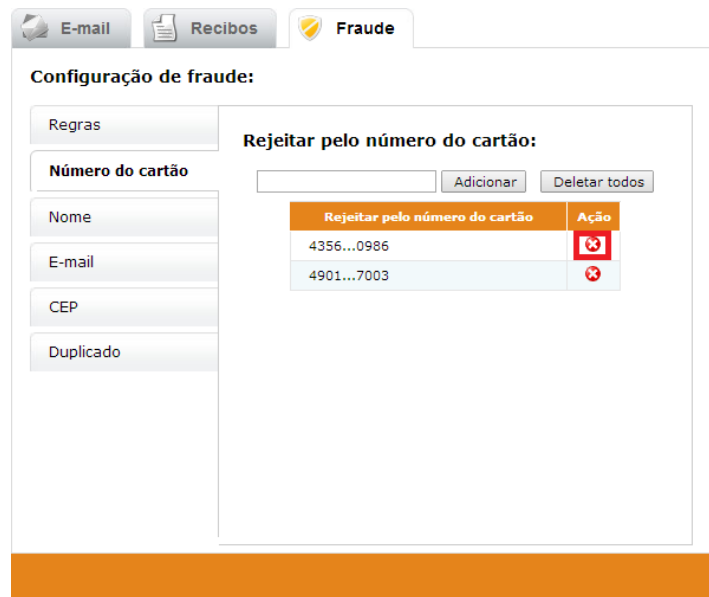 E-mail Recibos Fraude
Configuração de fraude:
Regras
Número do cartão
Nome
E-mail
CEP
Duplicado
Rejeitar pelo número do cartão:
Adicionar Deletar todos
Rejeitar pelo número do cartão Ação
4356...0986
4901...7003